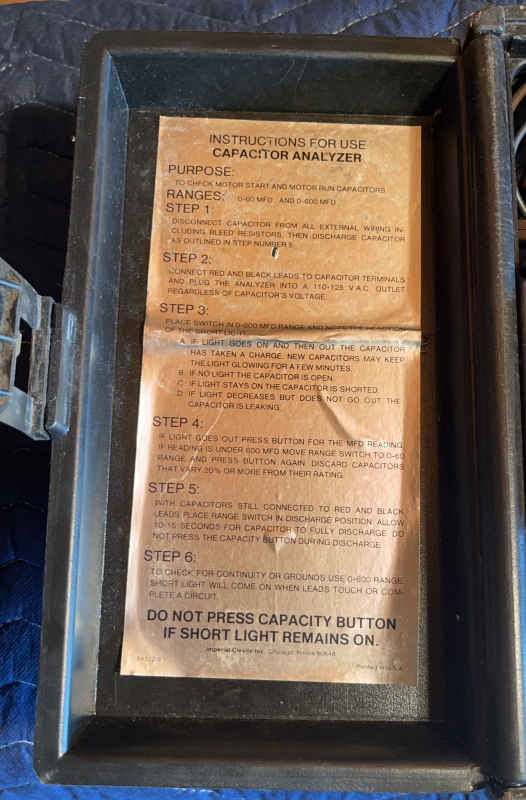 INSTRUCTIONS FOR USE
CAPACITOR ANALYZER
PURPOSE:
TO CHECK MOTOR START AND MOTOR RUN CAPACITORS
RANGES: 0-60 MFD AND 0-600 MFD
STEP 1:
DISCONNECT CAPACITOR FROM ALL EXTERNAL WIRING IN-
CLUDING BLEED RESISTORS, THEN DISCHARGE CAPACITOR
AS OUTLINED IN STEP NUMBER 5.
STEP 2:
CONNECT RED AND BLACK LEADS TO CAPACITOR TERMINALS
AND PLUG THE ANALYZER INTO A 110-125 V.A.C. OUTLET
REGARDLESS OF CAPACITOR'S VOLTAGE.
STEP 3:
PLACE SWITCH IN 0-600 MFD RANGE AND
OF THE SHORT
A. IF LIGHT GOES ON AND THEN OUT THE CAPACITOR
HAS TAKEN A CHARGE. NEW CAPACITORS MAY KEEP
THE LIGHT GLOWING FOR A FEW MINUTES.
B. IF NO LIGHT THE CAPACITOR IS OPEN.
C. IF LIGHT STAYS ON THE CAPACITOR IS SHORTED.
D. IF LIGHT DECREASES BUT DOES NOT GO OUT THE
CAPACITOR IS LEAKING.
STEP 4:
IF LIGHT GOES OUT PRESS BUTTON FOR THE MFD READING.
IF READING IS UNDER 600 MFD MOVE RANGE SWITCH TO 0-60
RANGE AND PRESS BUTTON AGAIN. DISCARD CAPACITORS
THAT VARY 20% OR MORE FROM THEIR RATING.
STEP 5:
WITH CAPACITORS STILL CONNECTED TO RED AND BLACK
LEADS PLACE RANGE SWITCH IN DISCHARGE POSITION. ALLOW
10-15 SECONDS FOR CAPACITOR TO FULLY DISCHARGE. DO
NOT PRESS THE CAPACITY BUTTON DURING DISCHARGE.
STEP 6:
TO CHECK FOR CONTINUITY OR GROUNDS USE 0-600 RANGE.
SHORT LIGHT WILL COME ON WHEN LEADS TOUCH OR COM-
PLETE A CIRCUIT.
DO NOT PRESS CAPACITY BUTTON
IF SHORT LIGHT REMAINS ON.
Imperial Clevite Inc. Chicago, Illinois 60648
Printed in U.S.A.